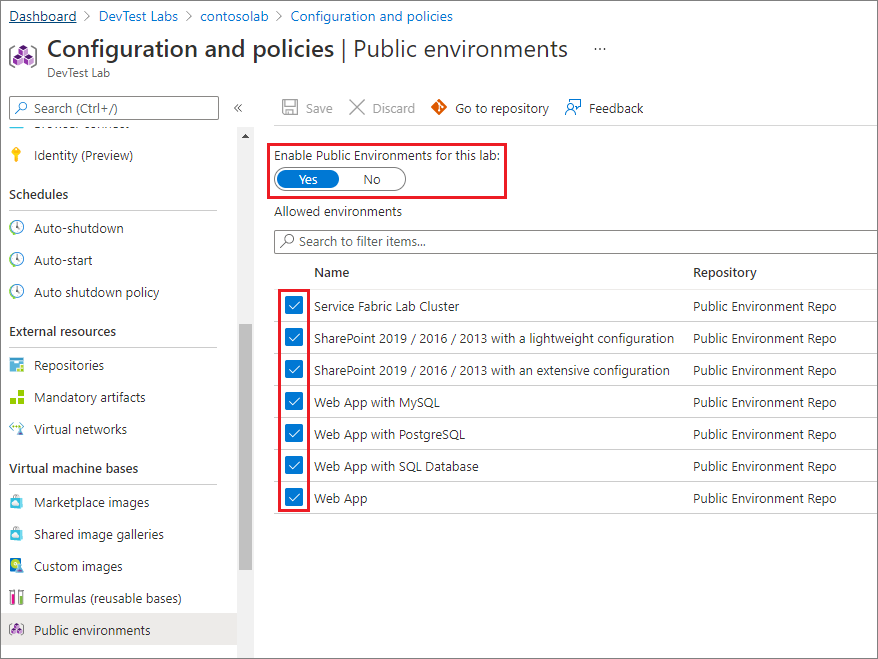 Dashboard > DevTest Labs > contosolab > Configuration and policies
Configuration and policies | Public environments ...
DevTest Lab
Search (Ctrl+/)
«
Save
Discard
Go to repository
Feedback
Identity (Preview)
Schedules
Auto-shutdown
Auto-start
Auto shutdown policy
External resources
Repositories
Mandatory artifacts
Virtual networks
Virtual machine bases
Marketplace images
Shared image galleries
Custom images
Formulas (reusable bases)
Public environments
Enable Public Environments for this lab:
Yes No
Allowed environments
Search to filter items...
Name Repository
Service Fabric Lab Cluster Public Environment Repo
SharePoint 2019 / 2016 / 2013 with a lightweight configuration Public Environment Repo
SharePoint 2019 / 2016 / 2013 with an extensive configuration Public Environment Repo
Web App with MySQL Public Environment Repo
Web App with PostgreSQL Public Environment Repo
Web App with SQL Database Public Environment Repo
Web App Public Environment Repo